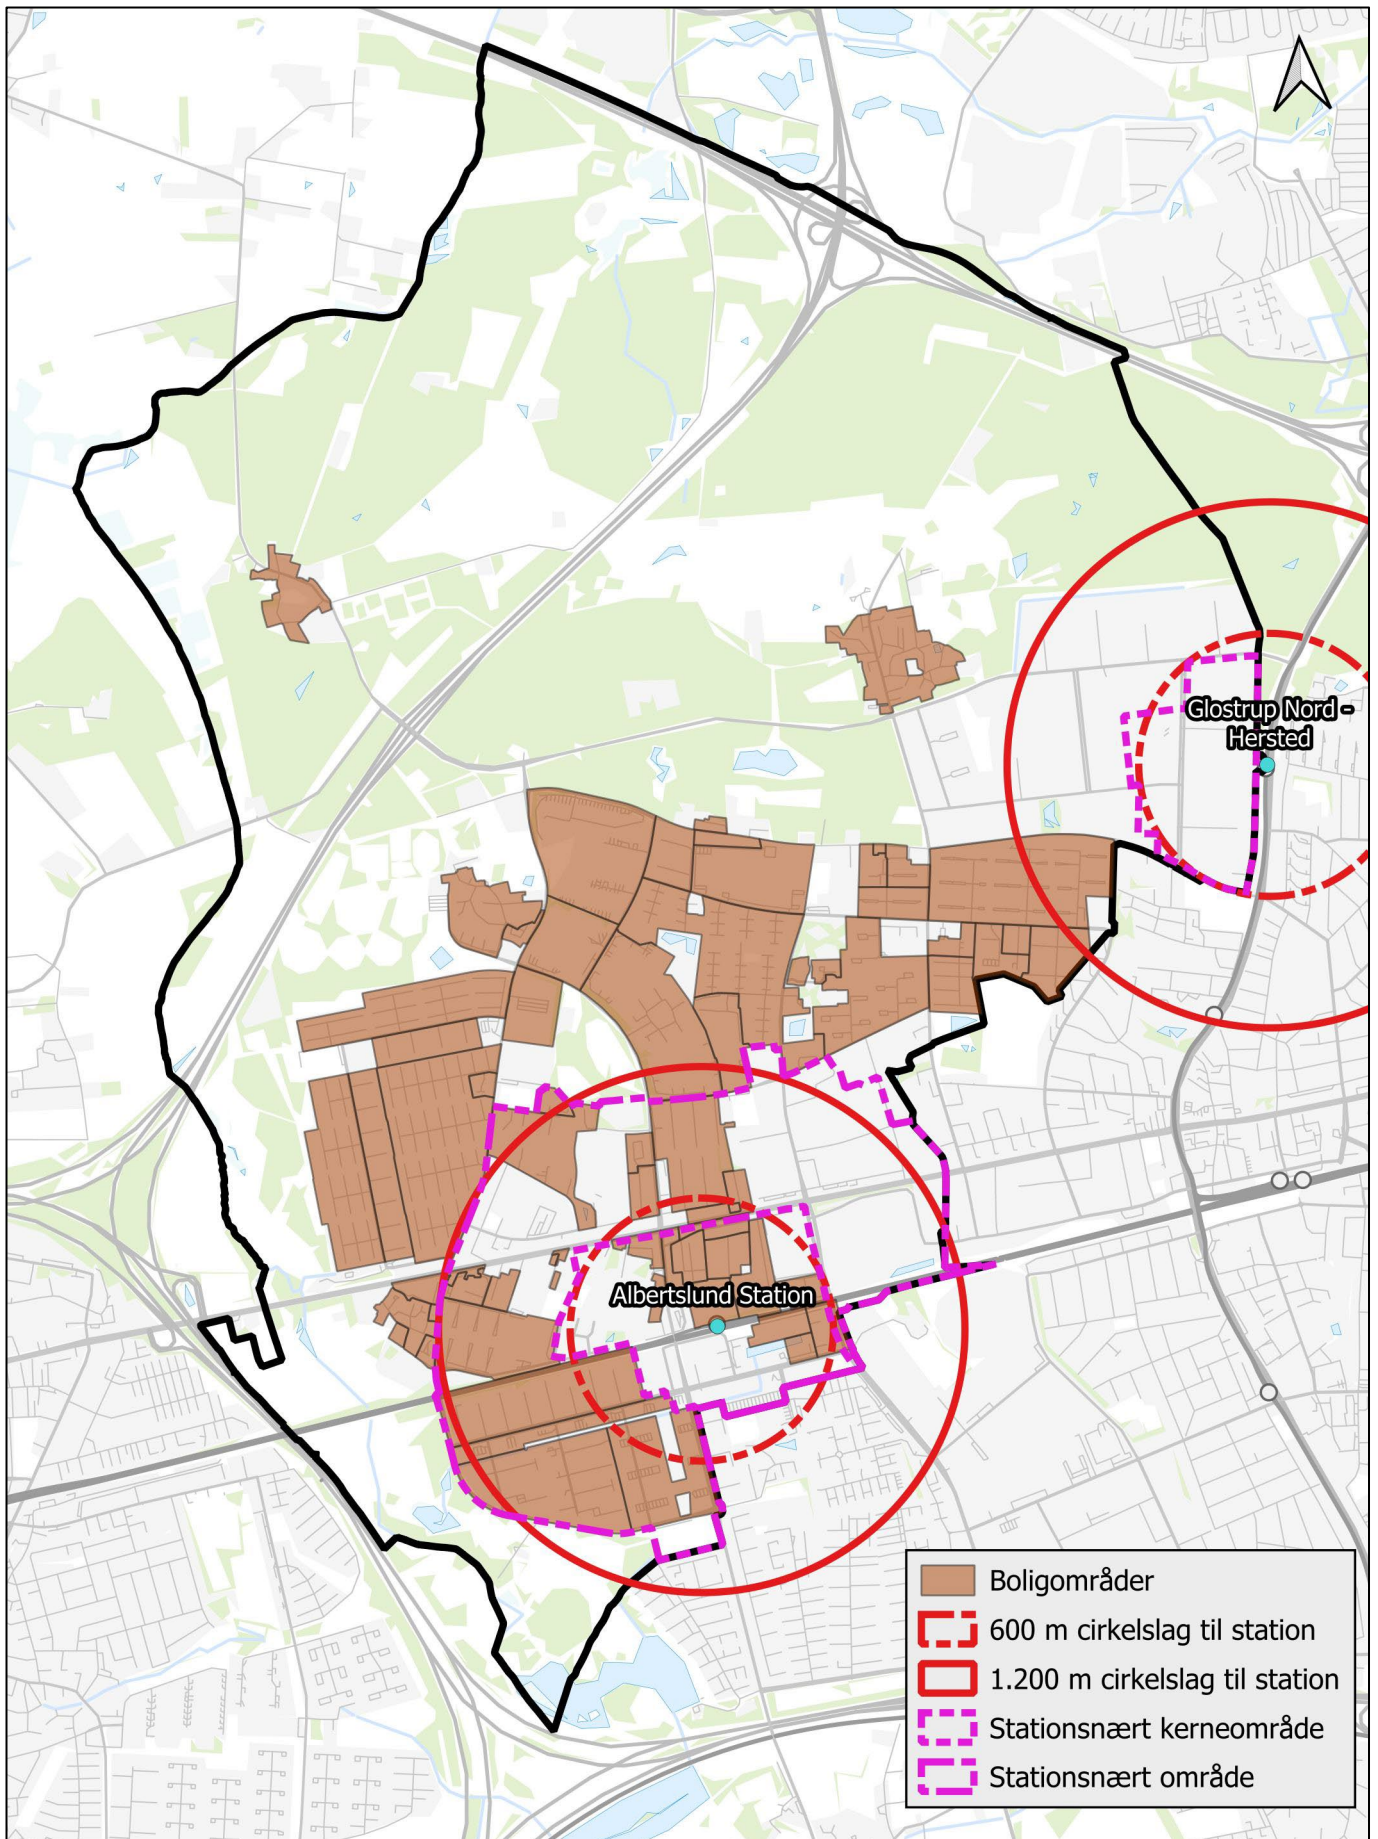 Glostrup Nord -
Hersted
Albertslund Station
Boligområder
600 m cirkelslag til station
1.200 m cirkelslag til station
Stationsnært kerneområde
Stationsnært område